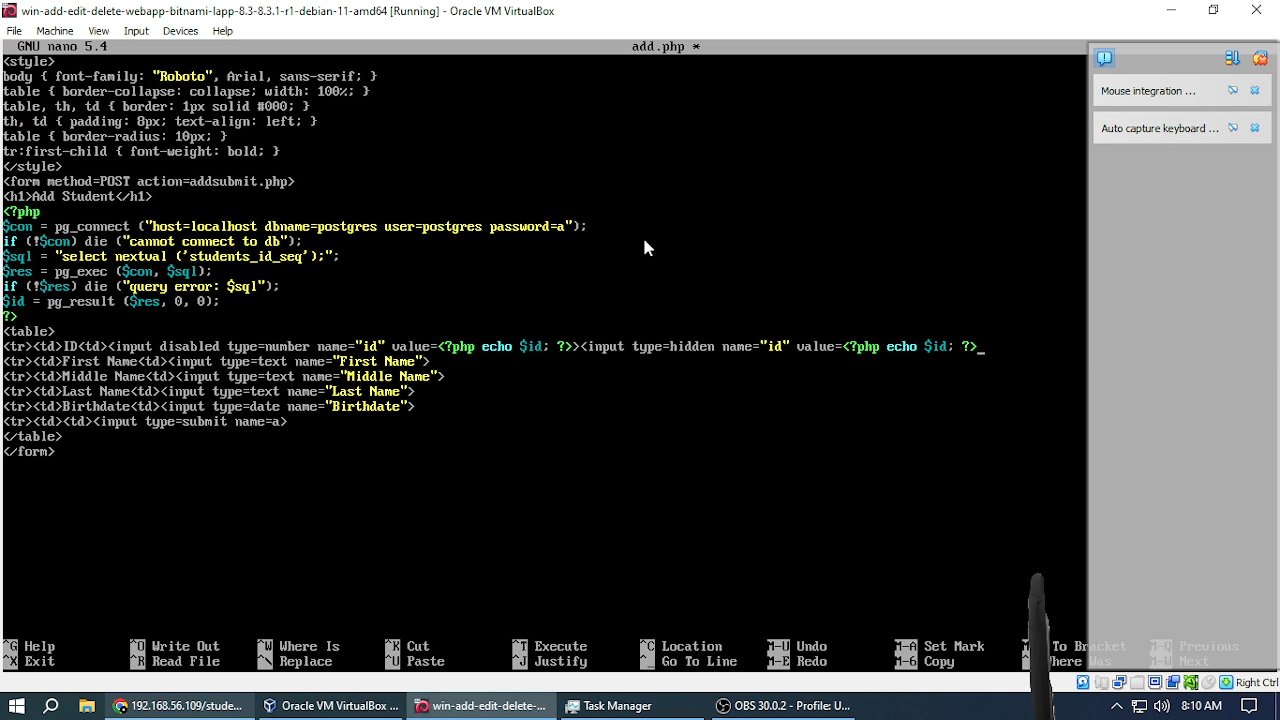 win-add-edit-delete-webapp-bitnami-lapp-8.3-8.3.1-r1-debian-11-amd64 [Running] - Oracle VM VirtualBox
File Machine View Input Devices Help
GNU nano 5.4 add.php *
<style>
body { font-family: "Roboto", Arial, sans-serif; }
table { border-collapse: collapse; width: 100%; }
table, th, td { border: 1px solid #000; }
th, td { padding: 8px; text-align: left; }
table { border-radius: 10px; }
tr:first-child { font-weight: bold; }
</style>
<form method=POST action=addsubmit.php>
<h1>Add Student</h1>
<?php
$con = pg_connect ("host=localhost dbname=postgres user=postgres password=a");
if (!$con) die ("cannot connect to db");
$sql = "select nextval ('students_id_seq');";
$res = pg_exec ($con, $sql);
if (!$res) die ("query error: $sql");
$id = pg_result ($res, 0, 0);
?>
<table>
<tr><td>ID<td><input disabled type=number name="id" value=<?php echo $id; ?>><input type=hidden name="id" value=<?php echo $id; ?>
<tr><td>First Name<td><input type=text name="First Name">
<tr><td>Middle Name<td><input type=text name="Middle Name">
<tr><td>Last Name<td><input type=text name="Last Name">
<tr><td>Birthdate<td><input type=date name="Birthdate">
<tr><td><td><input type=submit name=a>
</table>
</form>
Mouse integration ...
Auto capture keyboard ...
^G Help ^O Write Out ^W Where Is ^K Cut ^T Execute ^C Location M-U Undo M-A Set Mark To Bracket M-Q Previous
^X Exit ^R Read File ^\ Replace ^U Paste ^J Justify ^_ Go To Line M-E Redo M-6 Copy Where Was M-W Next
Right Ctrl
192.168.56.109/stude... Oracle VM VirtualBox ... win-add-edit-delete-... Task Manager OBS 30.0.2 - Profile: U... 8:10 AM